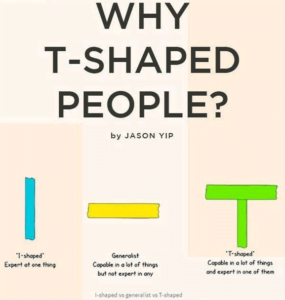 WHY
T-SHAPED
PEOPLE?
by JASON YIP
"I-shaped"
Expert at one thing
Generalist
Capable in a lot of things
but not expert in any
"T-shaped"
Capable in a lot of things
and expert in one of them
I-shaped vs generalist vs T-shaped